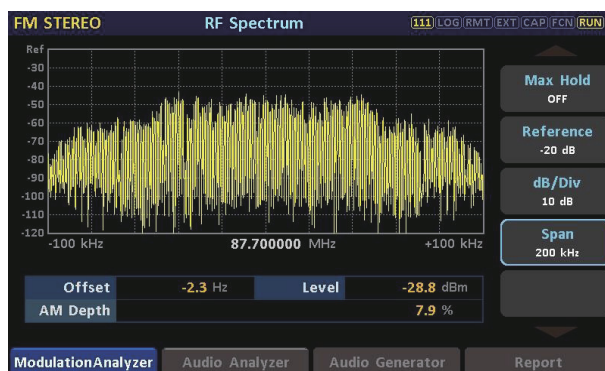 FM STEREO RF Spectrum 111 LOG RMT EXT CAP FCN RUN
Ref
-30
-40
-50
-60
-70
-80
-90
-100
-110
-120
-100 kHz 87.700000 MHz +100 kHz
Max Hold
OFF
Reference
-20 dB
dB/Div
10 dB
Span
200 kHz
Offset -2.3 Hz Level -28.8 dBm
AM Depth 7.9 %
ModulationAnalyzer Audio Analyzer Audio Generator Report